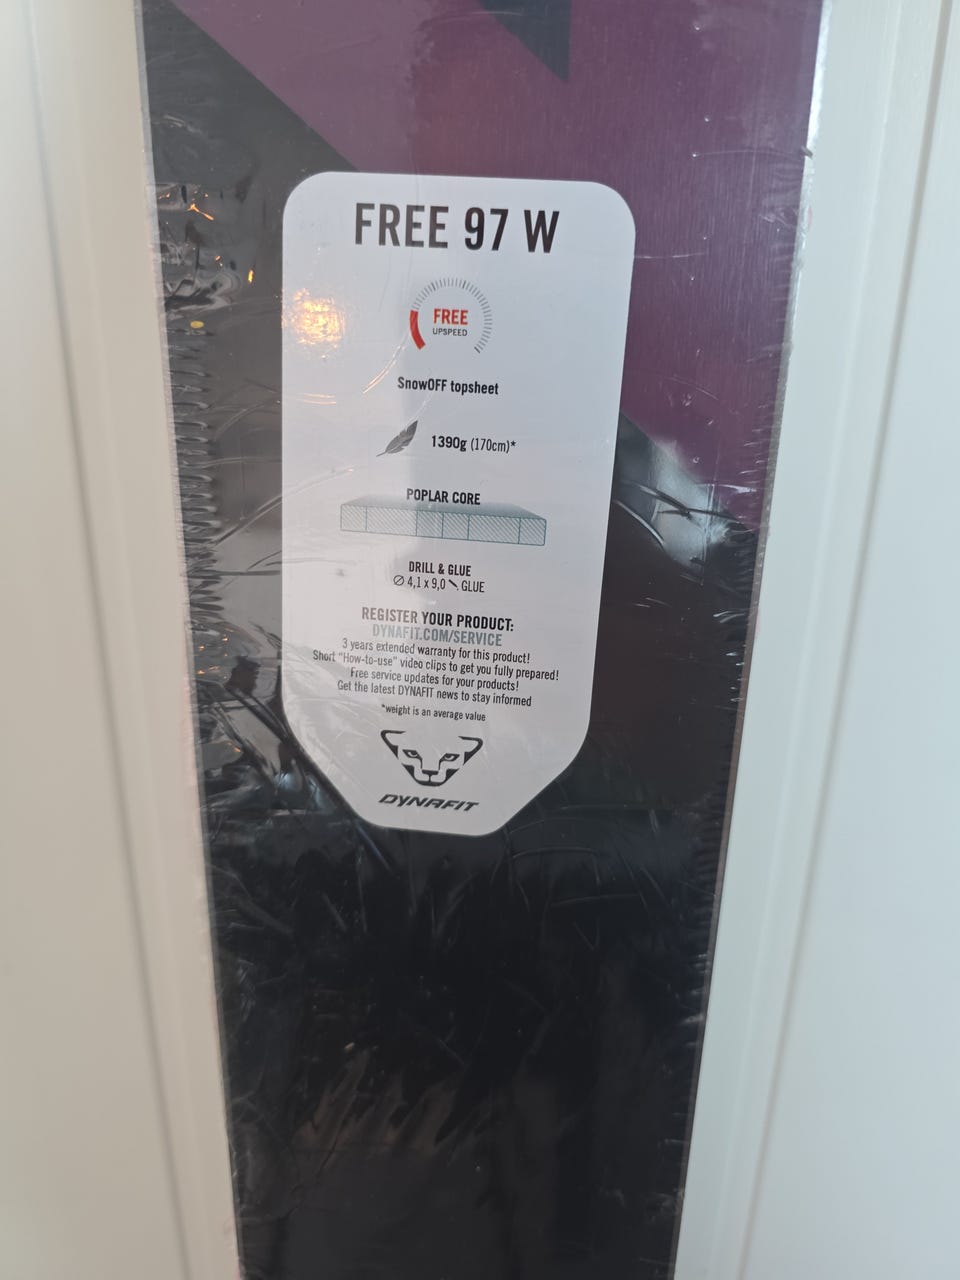 FREE 97 W
FREE
UPSPEED
SnowOFF topsheet
1390g (170cm)*
POPLAR CORE
DRILL & GLUE
∅ 4,1 x 9,0 GLUE
REGISTER YOUR PRODUCT:
DYNAFIT.COM/SERVICE
3 years extended warranty for this product!
Short "How-to-use" video clips to get you fully prepared!
Free service updates for your products!
Get the latest DYNAFIT news to stay informed
*weight is an average value
DYNAFIT